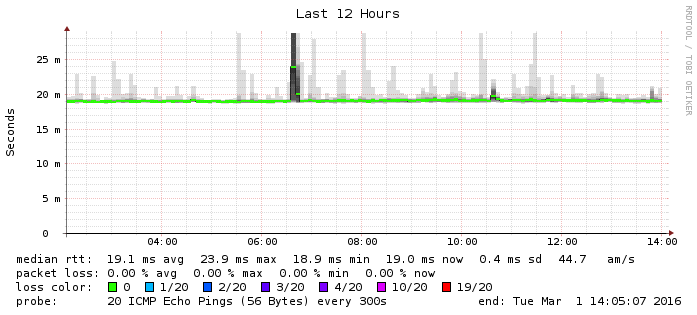 Last 12 Hours
RRDTOOL / TOBI OETIKER
Seconds
25 m
20 m
15 m
10 m
5 m
0
04:00 06:00 08:00 10:00 12:00 14:00
median rtt: 19.1 ms avg 23.9 ms max 18.9 ms min 19.0 ms now 0.4 ms sd 44.7 am/s
packet loss: 0.00 % avg 0.00 % max 0.00 % min 0.00 % now
loss color: 0 1/20 2/20 3/20 4/20 10/20 19/20
probe: 20 ICMP Echo Pings (56 Bytes) every 300s end: Tue Mar 1 14:05:07 2016